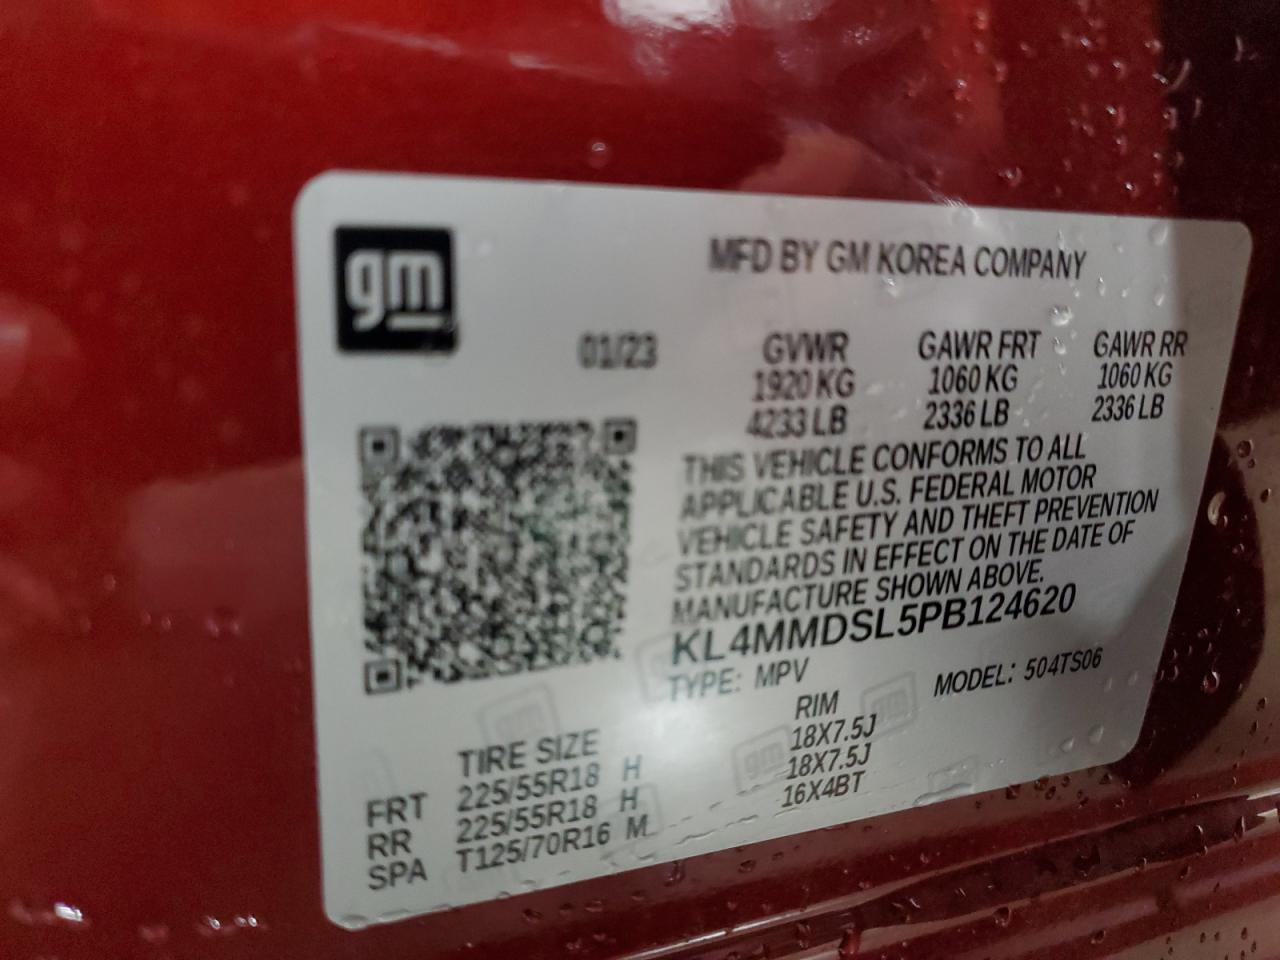 gm
MFD BY GM KOREA COMPANY
01/23 GVWR GAWR FRT GAWR RR
1920 KG 1060 KG 1060 KG
4233 LB 2336 LB 2336 LB
THIS VEHICLE CONFORMS TO ALL
APPLICABLE U.S. FEDERAL MOTOR
VEHICLE SAFETY AND THEFT PREVENTION
STANDARDS IN EFFECT ON THE DATE OF
MANUFACTURE SHOWN ABOVE.
KL4MMDSL5PB124620
TYPE: MPV MODEL: 504TS06
TIRE SIZE RIM
FRT 225/55R18 H 18X7.5J
RR 225/55R18 H 18X7.5J
SPA T125/70R16 M 16X4BT